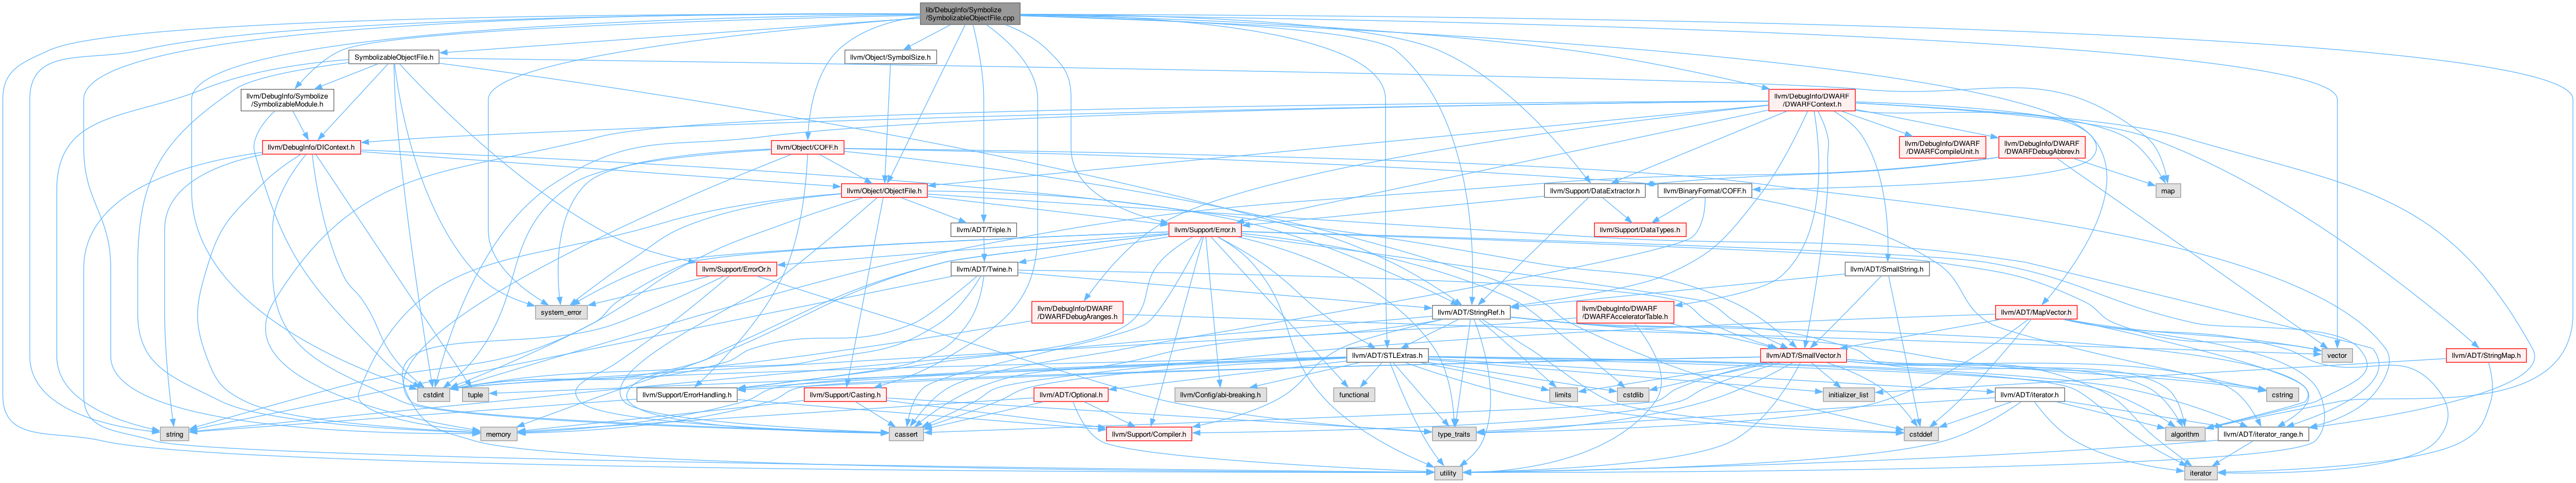 lib/DebugInfo/Symbolize
/SymbolizableObjectFile.cpp
SymbolizableObjectFile.h
llvm/Object/SymbolSize.h
llvm/DebugInfo/Symbolize
/SymbolizableModule.h
llvm/DebugInfo/DWARF
/DWARFContext.h
llvm/DebugInfo/DIContext.h
llvm/Object/COFF.h
llvm/DebugInfo/DWARF
/DWARFCompileUnit.h
llvm/DebugInfo/DWARF
/DWARFDebugAbbrev.h
llvm/Object/ObjectFile.h
llvm/Support/DataExtractor.h
llvm/BinaryFormat/COFF.h
map
llvm/ADT/Triple.h
llvm/Support/Error.h
llvm/Support/DataTypes.h
llvm/Support/ErrorOr.h
llvm/ADT/Twine.h
llvm/ADT/SmallString.h
system_error
llvm/DebugInfo/DWARF
/DWARFDebugAranges.h
llvm/ADT/StringRef.h
llvm/DebugInfo/DWARF
/DWARFAcceleratorTable.h
llvm/ADT/MapVector.h
llvm/ADT/STLExtras.h
llvm/ADT/SmallVector.h
vector
llvm/ADT/StringMap.h
cstdint
tuple
llvm/Support/ErrorHandling.h
llvm/Support/Casting.h
llvm/ADT/Optional.h
llvm/Config/abi-breaking.h
functional
limits
cstdlib
initializer_list
llvm/ADT/iterator.h
cstring
string
memory
cassert
llvm/Support/Compiler.h
type_traits
cstddef
algorithm
llvm/ADT/iterator_range.h
utility
iterator